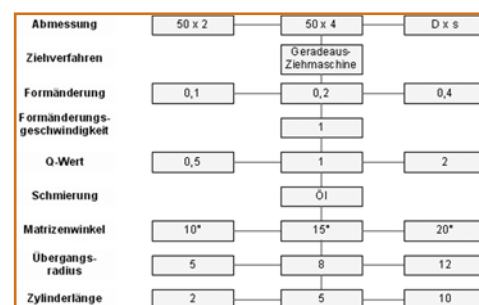 Abmessung 50 x 2 50 x 4 D x s
Ziehverfahren Geradeaus-
Ziehmaschine
Formänderung 0,1 0,2 0,4
Formänderungs-
geschwindigkeit 1
Q-Wert 0,5 1 2
Schmierung Öl
Matrizenwinkel 10° 15° 20°
Übergangs-
radius 5 8 12
Zylinderlänge 2 5 10